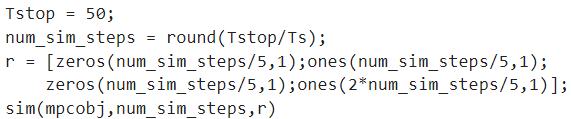 Tstop = 50;
num_sim_steps = round(Tstop/Ts);
r = [zeros(num_sim_steps/5,1);ones(num_sim_steps/5,1);
    zeros(num_sim_steps/5,1);ones(2*num_sim_steps/5,1)];
sim(mpcobj,num_sim_steps,r)